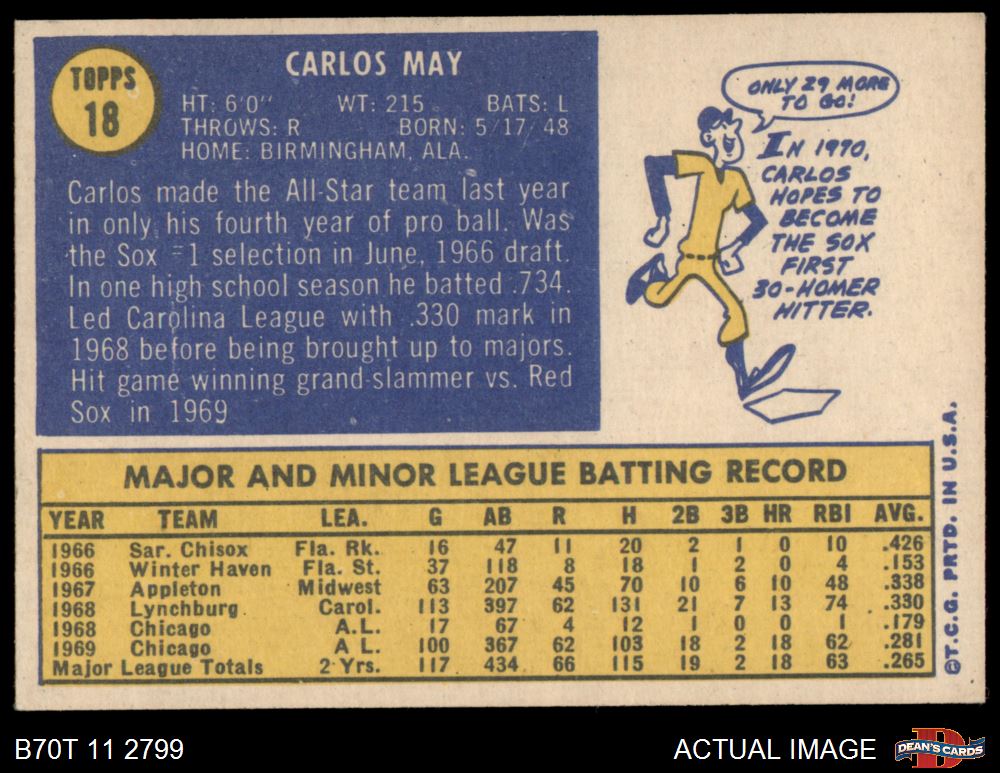 TOPPS
18
CARLOS MAY
HT: 6'0" WT: 215 BATS: L
THROWS: R BORN: 5/17/48
HOME: BIRMINGHAM, ALA.
Carlos made the All-Star team last year
in only his fourth year of pro ball. Was
the Sox #1 selection in June, 1966 draft.
In one high school season he batted .734.
Led Carolina League with .330 mark in
1968 before being brought up to majors.
Hit game winning grand-slammer vs. Red
Sox in 1969
ONLY 29 MORE
TO GO!
IN 1970,
CARLOS
HOPES TO
BECOME
THE SOX
FIRST
30-HOMER
HITTER.
MAJOR AND MINOR LEAGUE BATTING RECORD
YEAR TEAM LEA. G AB R H 2B 3B HR RBI AVG.
1966 Sar. Chisox Fla. Rk. 16 47 11 20 2 1 0 10 .426
1966 Winter Haven Fla. St. 37 118 8 18 1 2 0 4 .153
1967 Appleton Midwest 63 207 45 70 10 6 10 48 .338
1968 Lynchburg Carol. 113 397 62 131 21 7 13 74 .330
1968 Chicago A.L. 17 67 4 12 1 0 0 1 .179
1969 Chicago A.L. 100 367 62 103 18 2 18 62 .281
Major League Totals 2 Yrs. 117 434 66 115 19 2 18 63 .265
©T.C.G. PRTD. IN U.S.A.
B70T 11 2799
ACTUAL IMAGE
DEAN'S CARDS